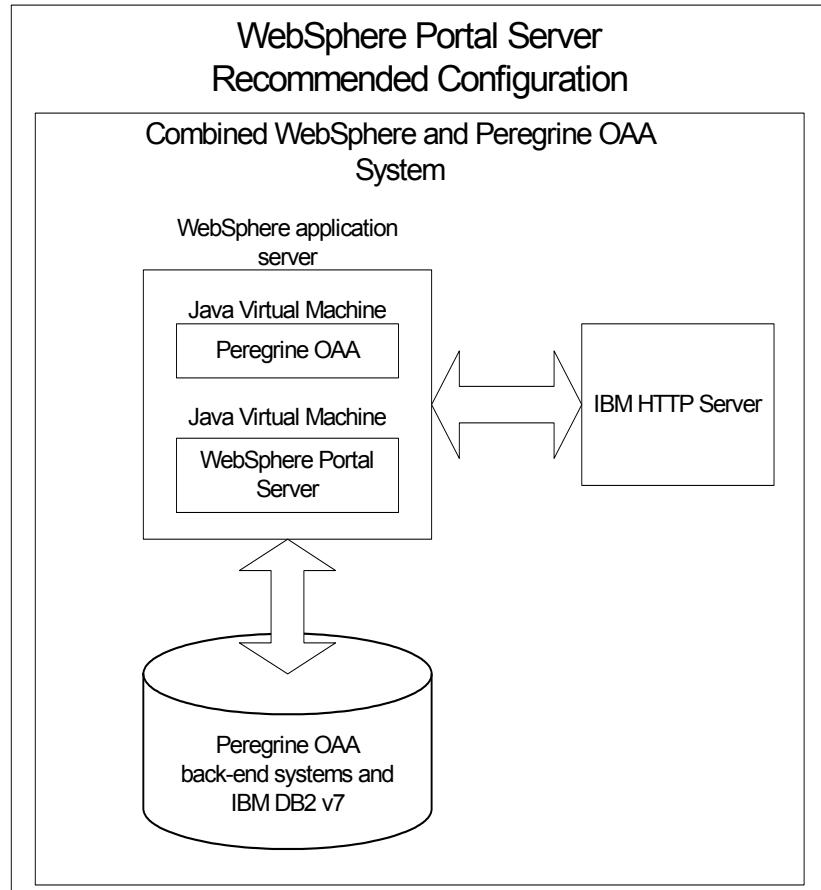 WebSphere Portal Server
Recommended Configuration
Combined WebSphere and Peregrine OAA
System
WebSphere application
server
Java Virtual Machine
Peregrine OAA
Java Virtual Machine
WebSphere Portal
Server
IBM HTTP Server
Peregrine OAA
back-end systems and
IBM DB2 v7